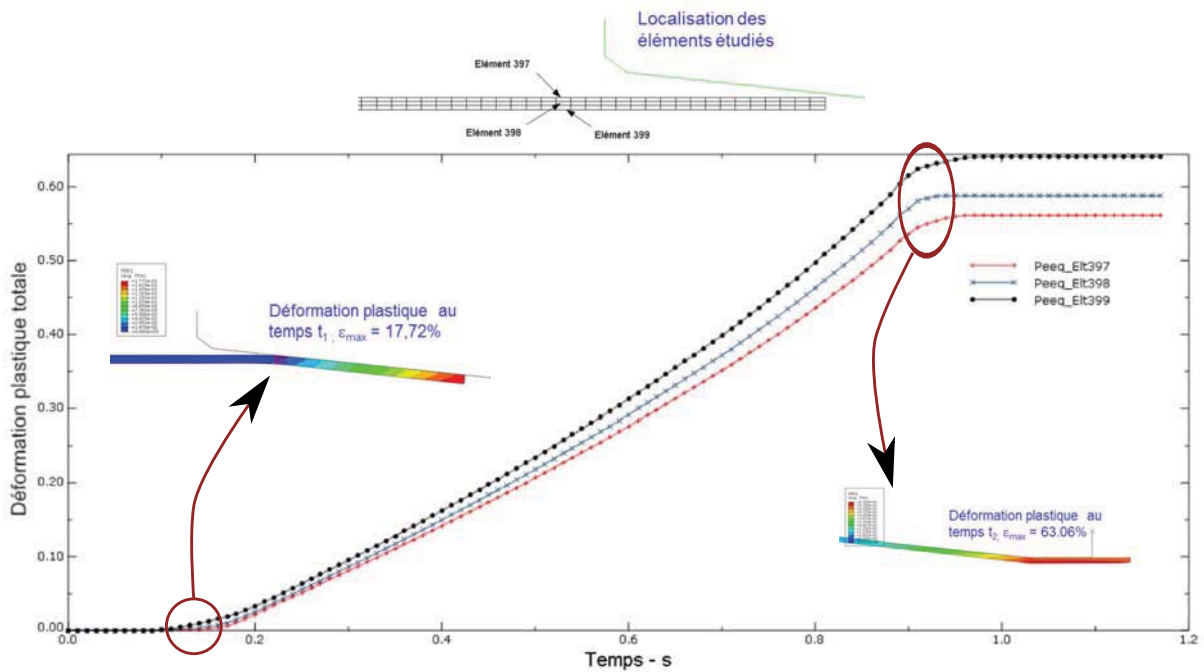 Localisation des
éléments étudiés
Elément 397
Elément 398
Elément 399
Déformation plastique totale
0.60
0.50
0.40
0.30
0.20
0.10
0.00
Peeq_Elt397
Peeq_Elt398
Peeq_Elt399
PEEQ
Déformation plastique au
temps t1, εmax = 17,72%
Déformation plastique au
temps t2, εmax = 63.06%
0.0 0.2 0.4 0.6 0.8 1.0 1.2
Temps - s